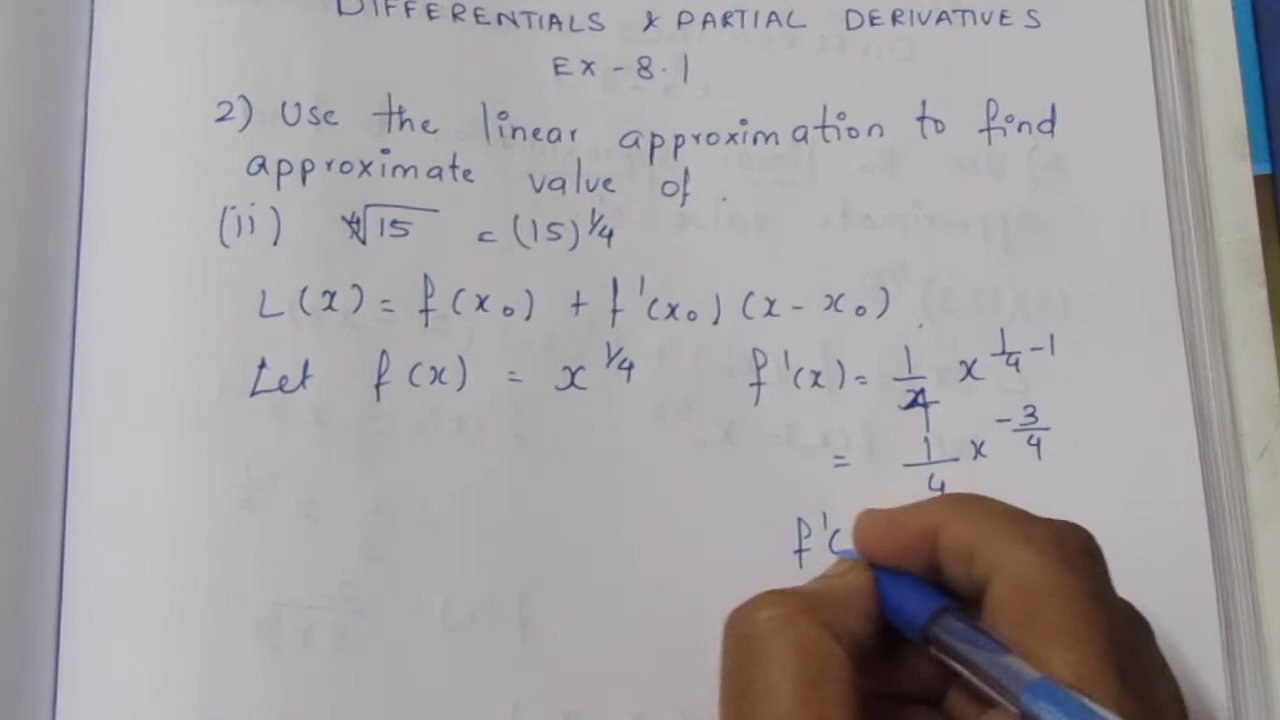 DIFFERENTIALS & PARTIAL DERIVATIVES
EX - 8.1
2) Use the linear approximation to find
approximate value of
(ii) ∜15 = (15)^1/4
L(x) = f(x₀) + f'(x₀) (x - x₀)
Let f(x) = x^1/4 f'(x) = 1/4 x^(1/4 - 1)
= 1/4 x^(-3/4)
f'(